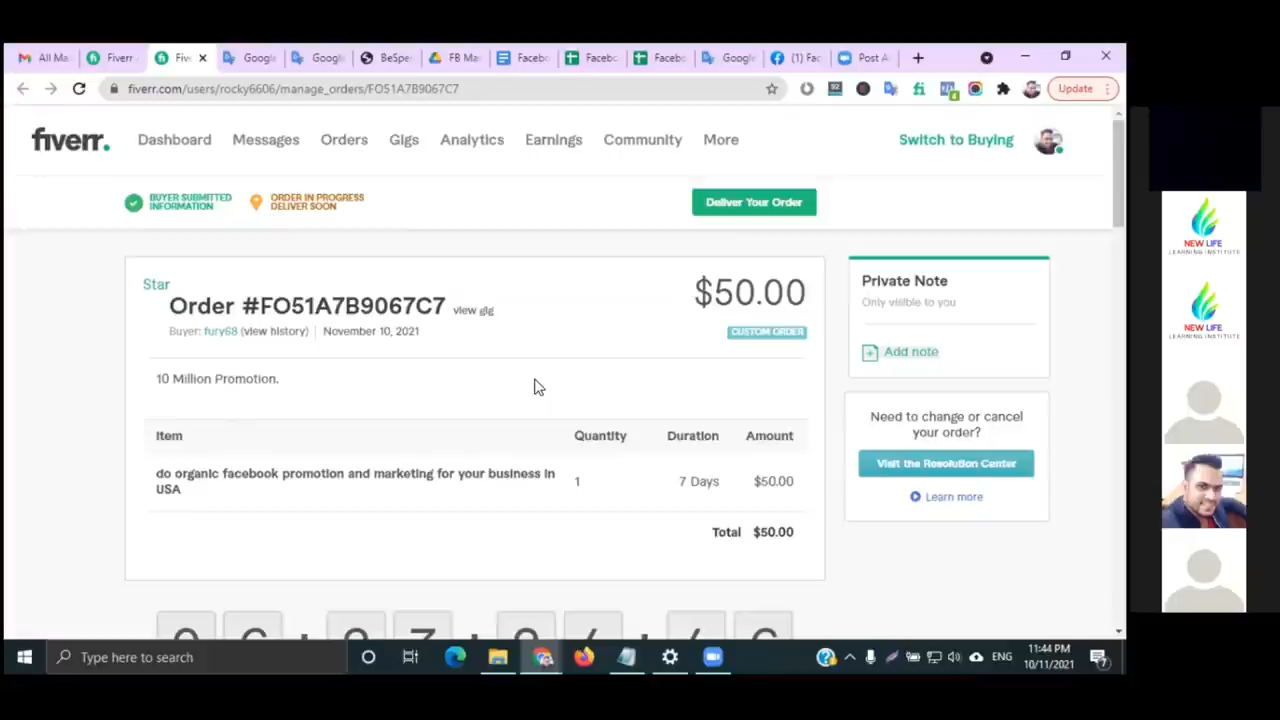 All Ma
Fiverr
Five
Google
Google
BeSpe
FB Ma
Facebo
Facebo
Facebo
Google
(1) Fac
Post A
fiverr.com/users/rocky6606/manage_orders/FO51A7B9067C7
Update
fiverr.
Dashboard
Messages
Orders
Gigs
Analytics
Earnings
Community
More
Switch to Buying
BUYER SUBMITTED
INFORMATION
ORDER IN PROGRESS
DELIVER SOON
Deliver Your Order
Star
Order #FO51A7B9067C7 view gig
$50.00
Buyer: fury68 (view history) November 10, 2021
CUSTOM ORDER
10 Million Promotion.
Item Quantity Duration Amount
do organic facebook promotion and marketing for your business in
USA
1 7 Days $50.00
Total $50.00
Private Note
Only visible to you
Add note
Need to change or cancel
your order?
Visit the Resolution Center
Learn more
NEW LIFE
LEARNING INSTITUTE
NEW LIFE
LEARNING INSTITUTE
Type here to search
ENG
11:44 PM
10/11/2021
7